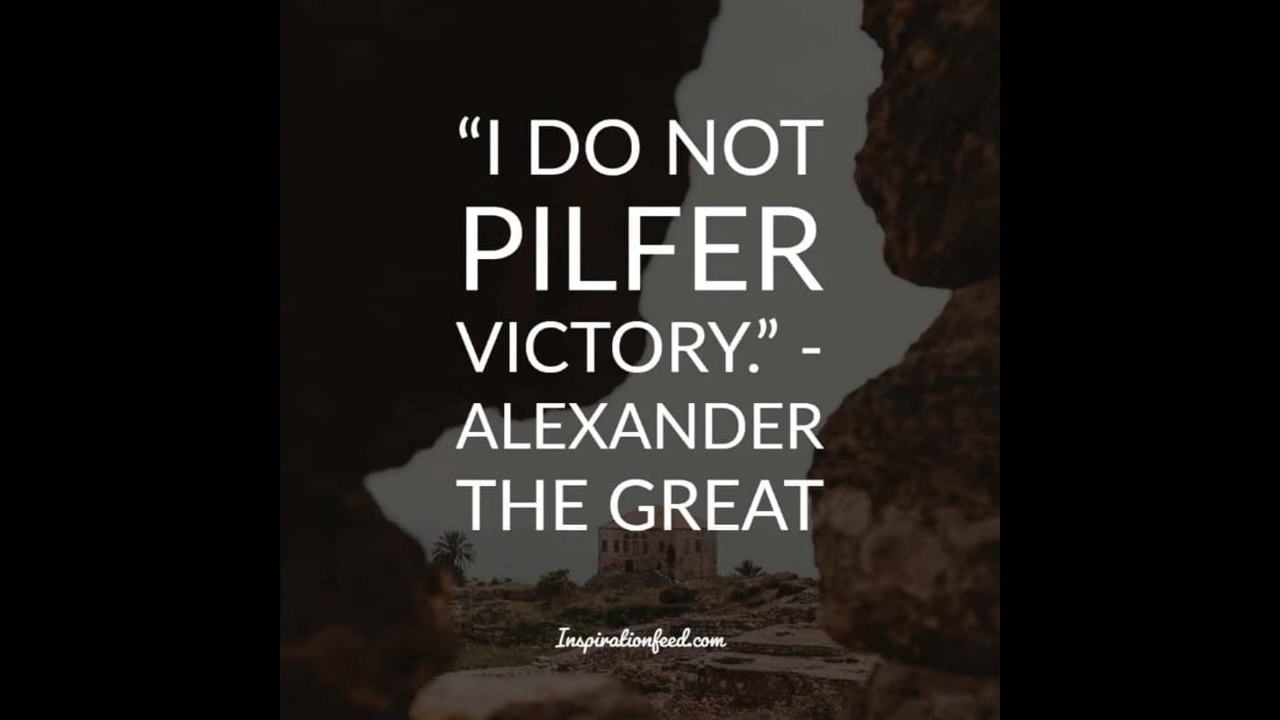 “I DO NOT
PILFER
VICTORY.” -
ALEXANDER
THE GREAT
Inspirationfeed.com